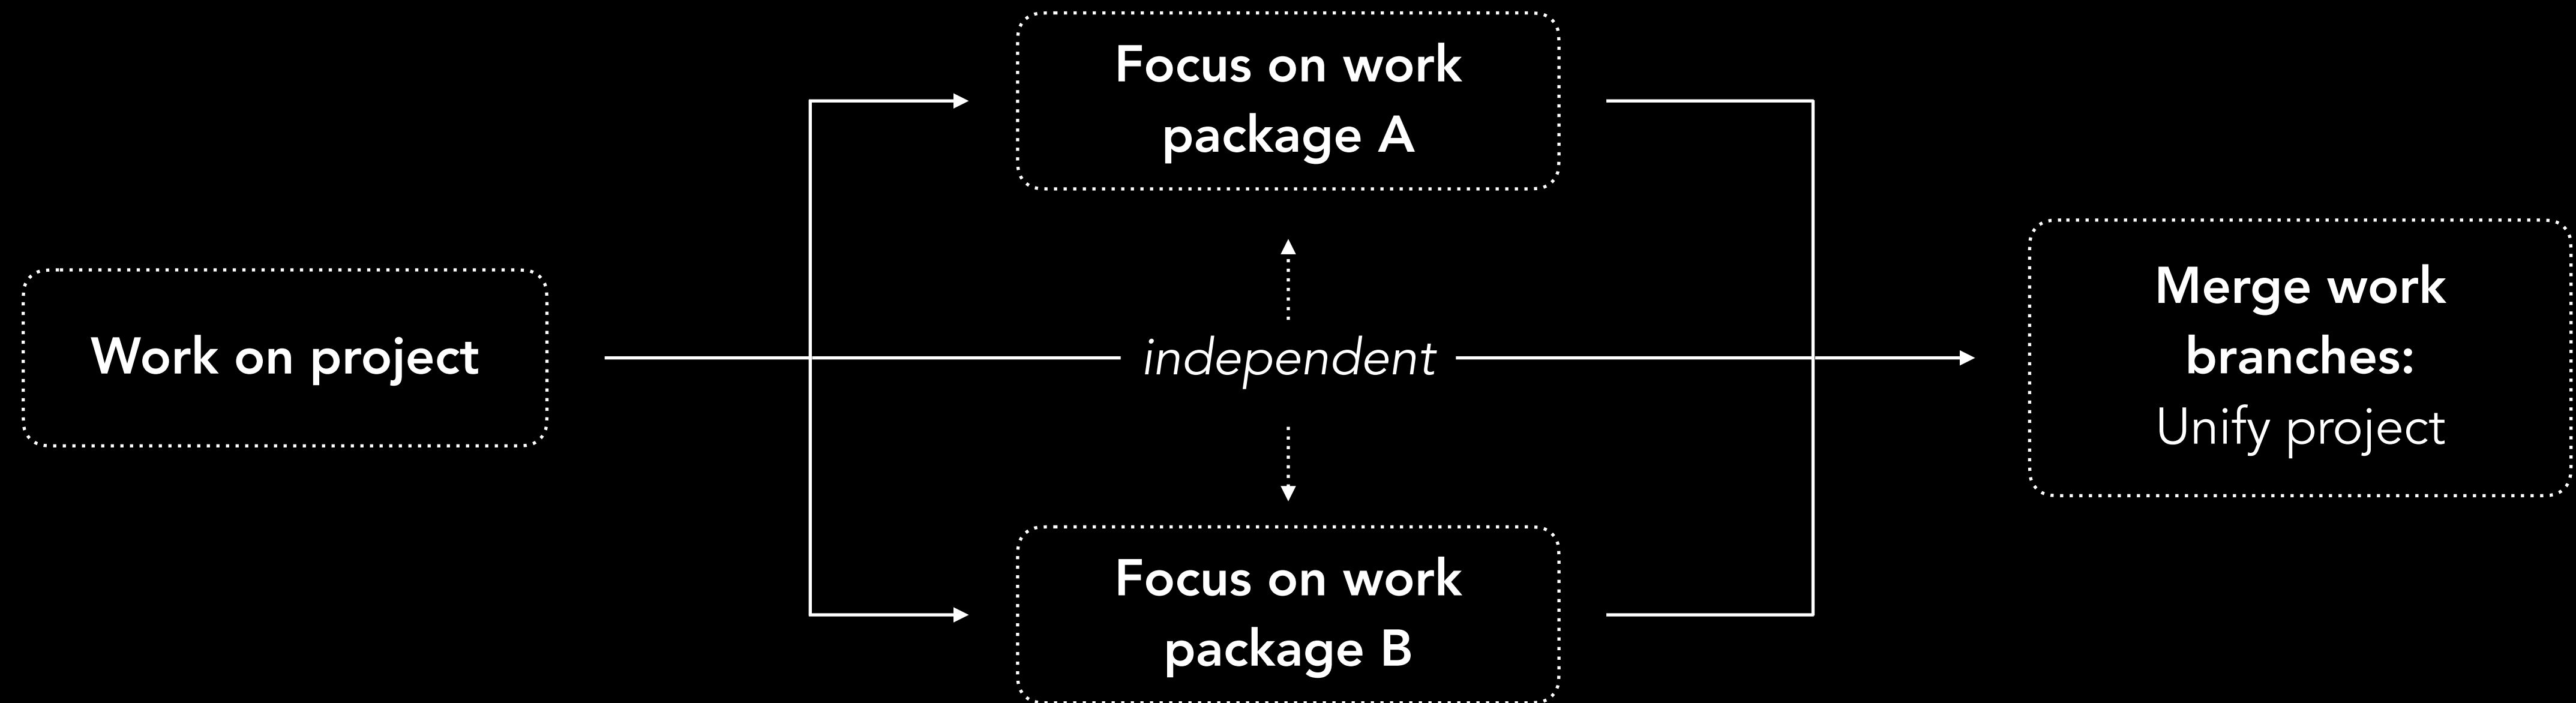 Work on project
Focus on work
package A
independent
Focus on work
package B
Merge work
branches:
Unify project